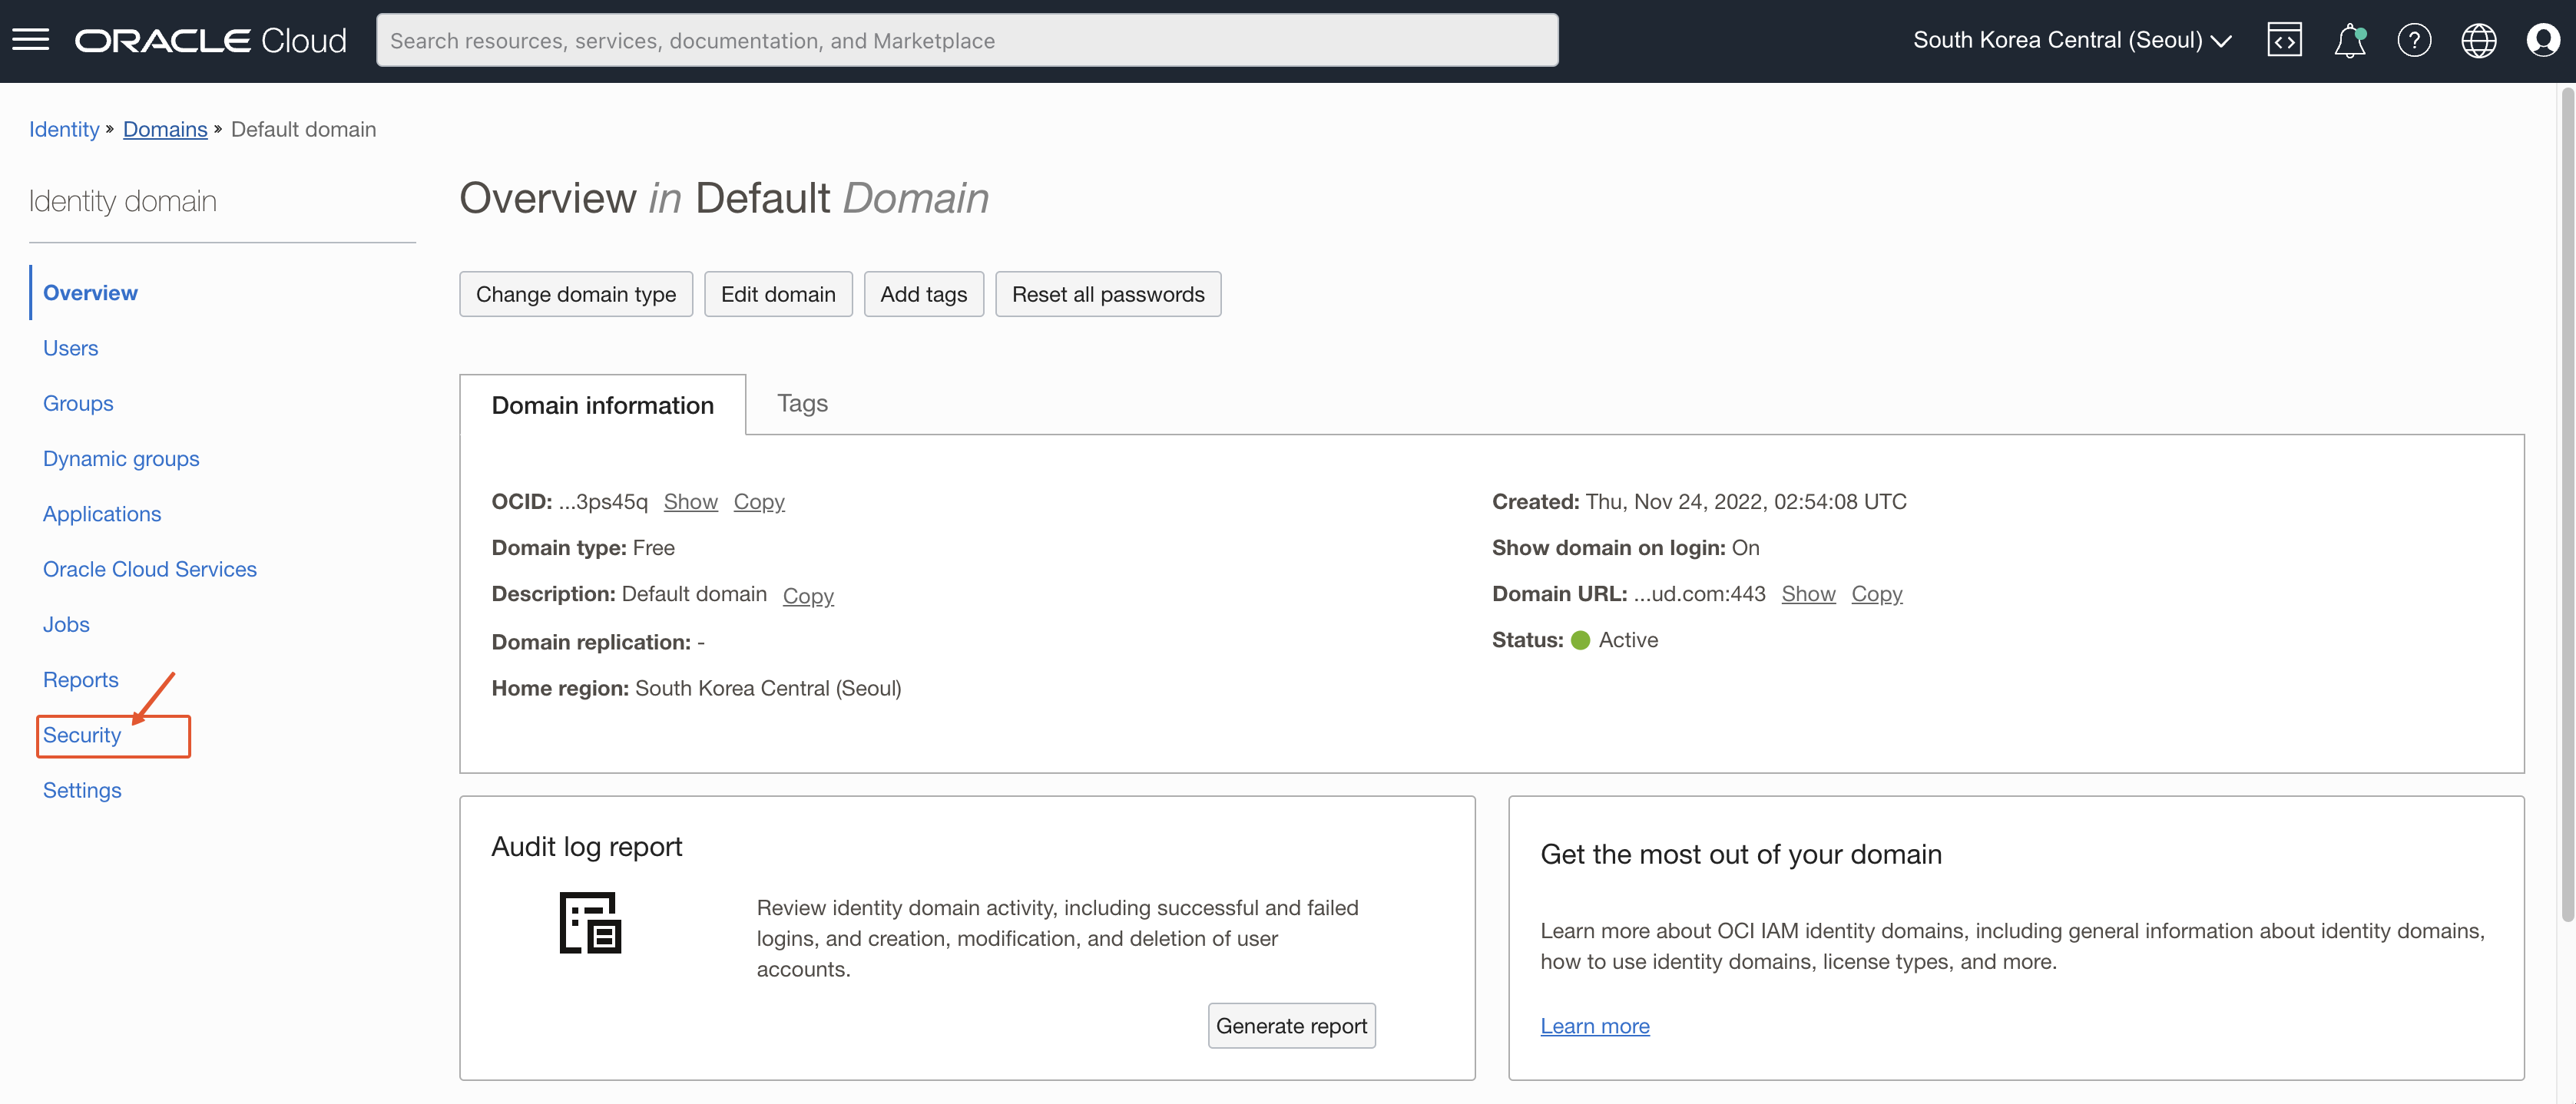 ORACLE Cloud
Search resources, services, documentation, and Marketplace
South Korea Central (Seoul)
Identity » Domains » Default domain
Identity domain
Overview
Users
Groups
Dynamic groups
Applications
Oracle Cloud Services
Jobs
Reports
Security
Settings
Overview in Default Domain
Change domain type
Edit domain
Add tags
Reset all passwords
Domain information
Tags
OCID: ...3ps45q Show Copy
Domain type: Free
Description: Default domain Copy
Domain replication: -
Home region: South Korea Central (Seoul)
Created: Thu, Nov 24, 2022, 02:54:08 UTC
Show domain on login: On
Domain URL: ...ud.com:443 Show Copy
Status: Active
Audit log report
Review identity domain activity, including successful and failed
logins, and creation, modification, and deletion of user
accounts.
Generate report
Get the most out of your domain
Learn more about OCI IAM identity domains, including general information about identity domains,
how to use identity domains, license types, and more.
Learn more